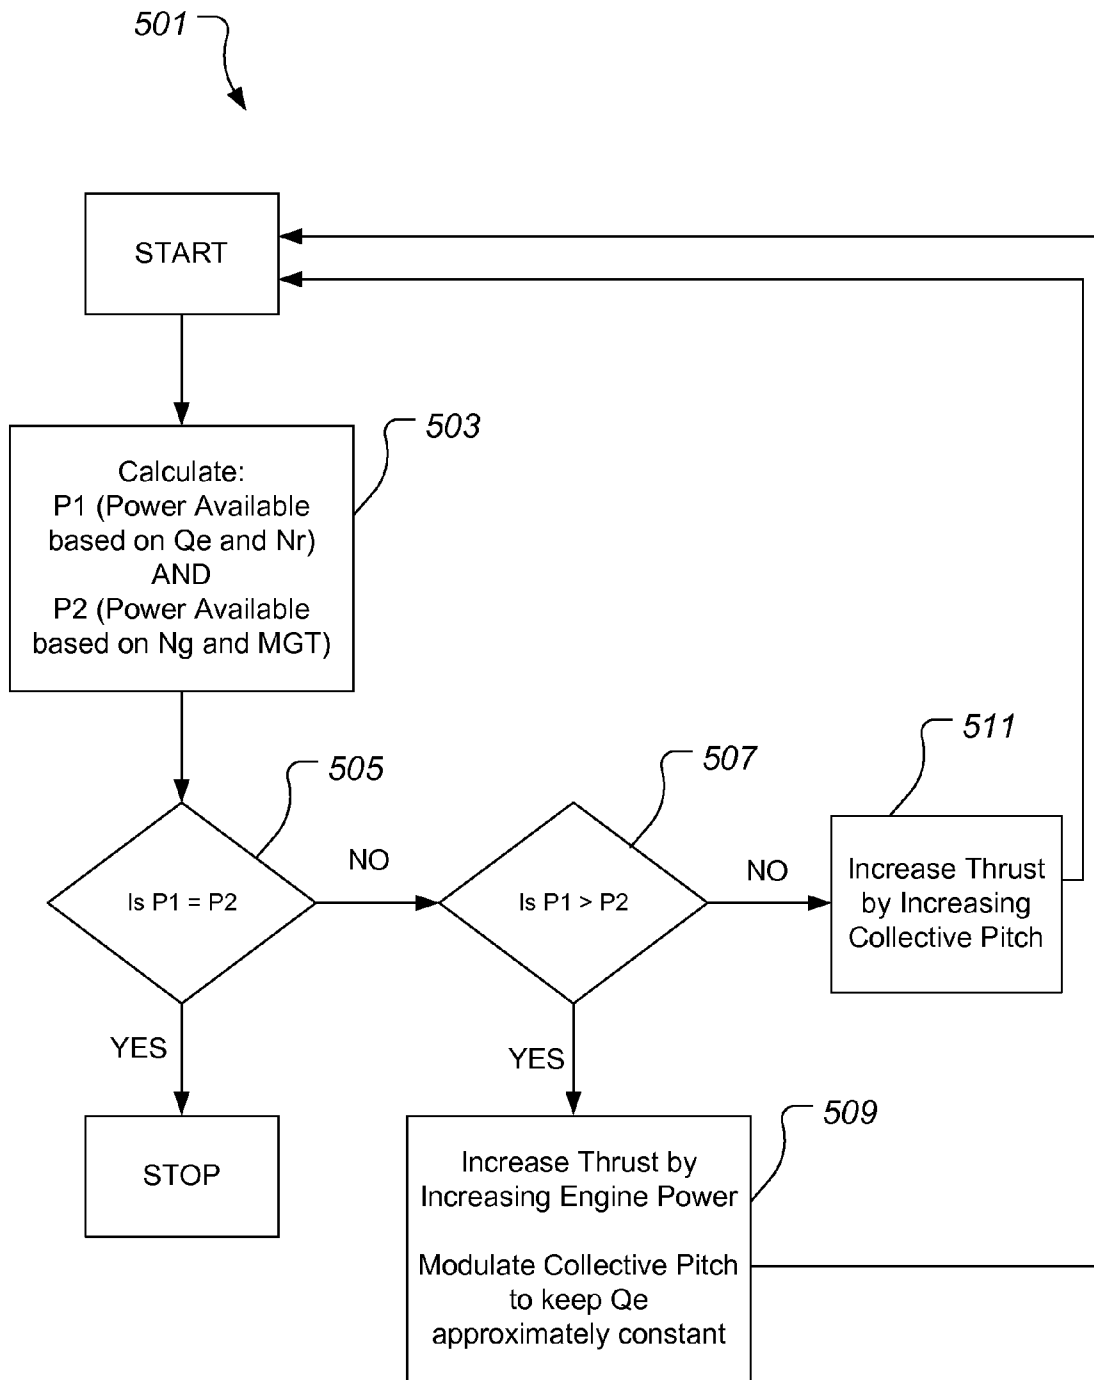 501
START
503
Calculate:
P1 (Power Available
based on Qe and Nr)
AND
P2 (Power Available
based on Ng and MGT)
505
Is P1 = P2
NO
507
Is P1 > P2
NO
511
Increase Thrust
by Increasing
Collective Pitch
YES
STOP
YES
509
Increase Thrust by
Increasing Engine Power
Modulate Collective Pitch
to keep Qe
approximately constant